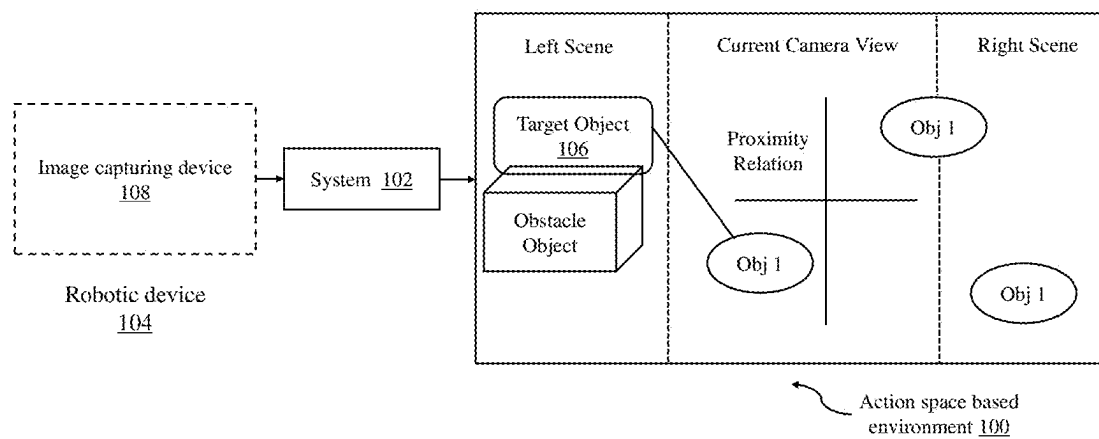 Left Scene
Current Camera View
Right Scene
Target Object
106
Proximity
Relation
Obj 1
Image capturing device
108
System 102
Obstacle
Object
Obj 1
Obj 1
Robotic device
104
Action space based
environment 100